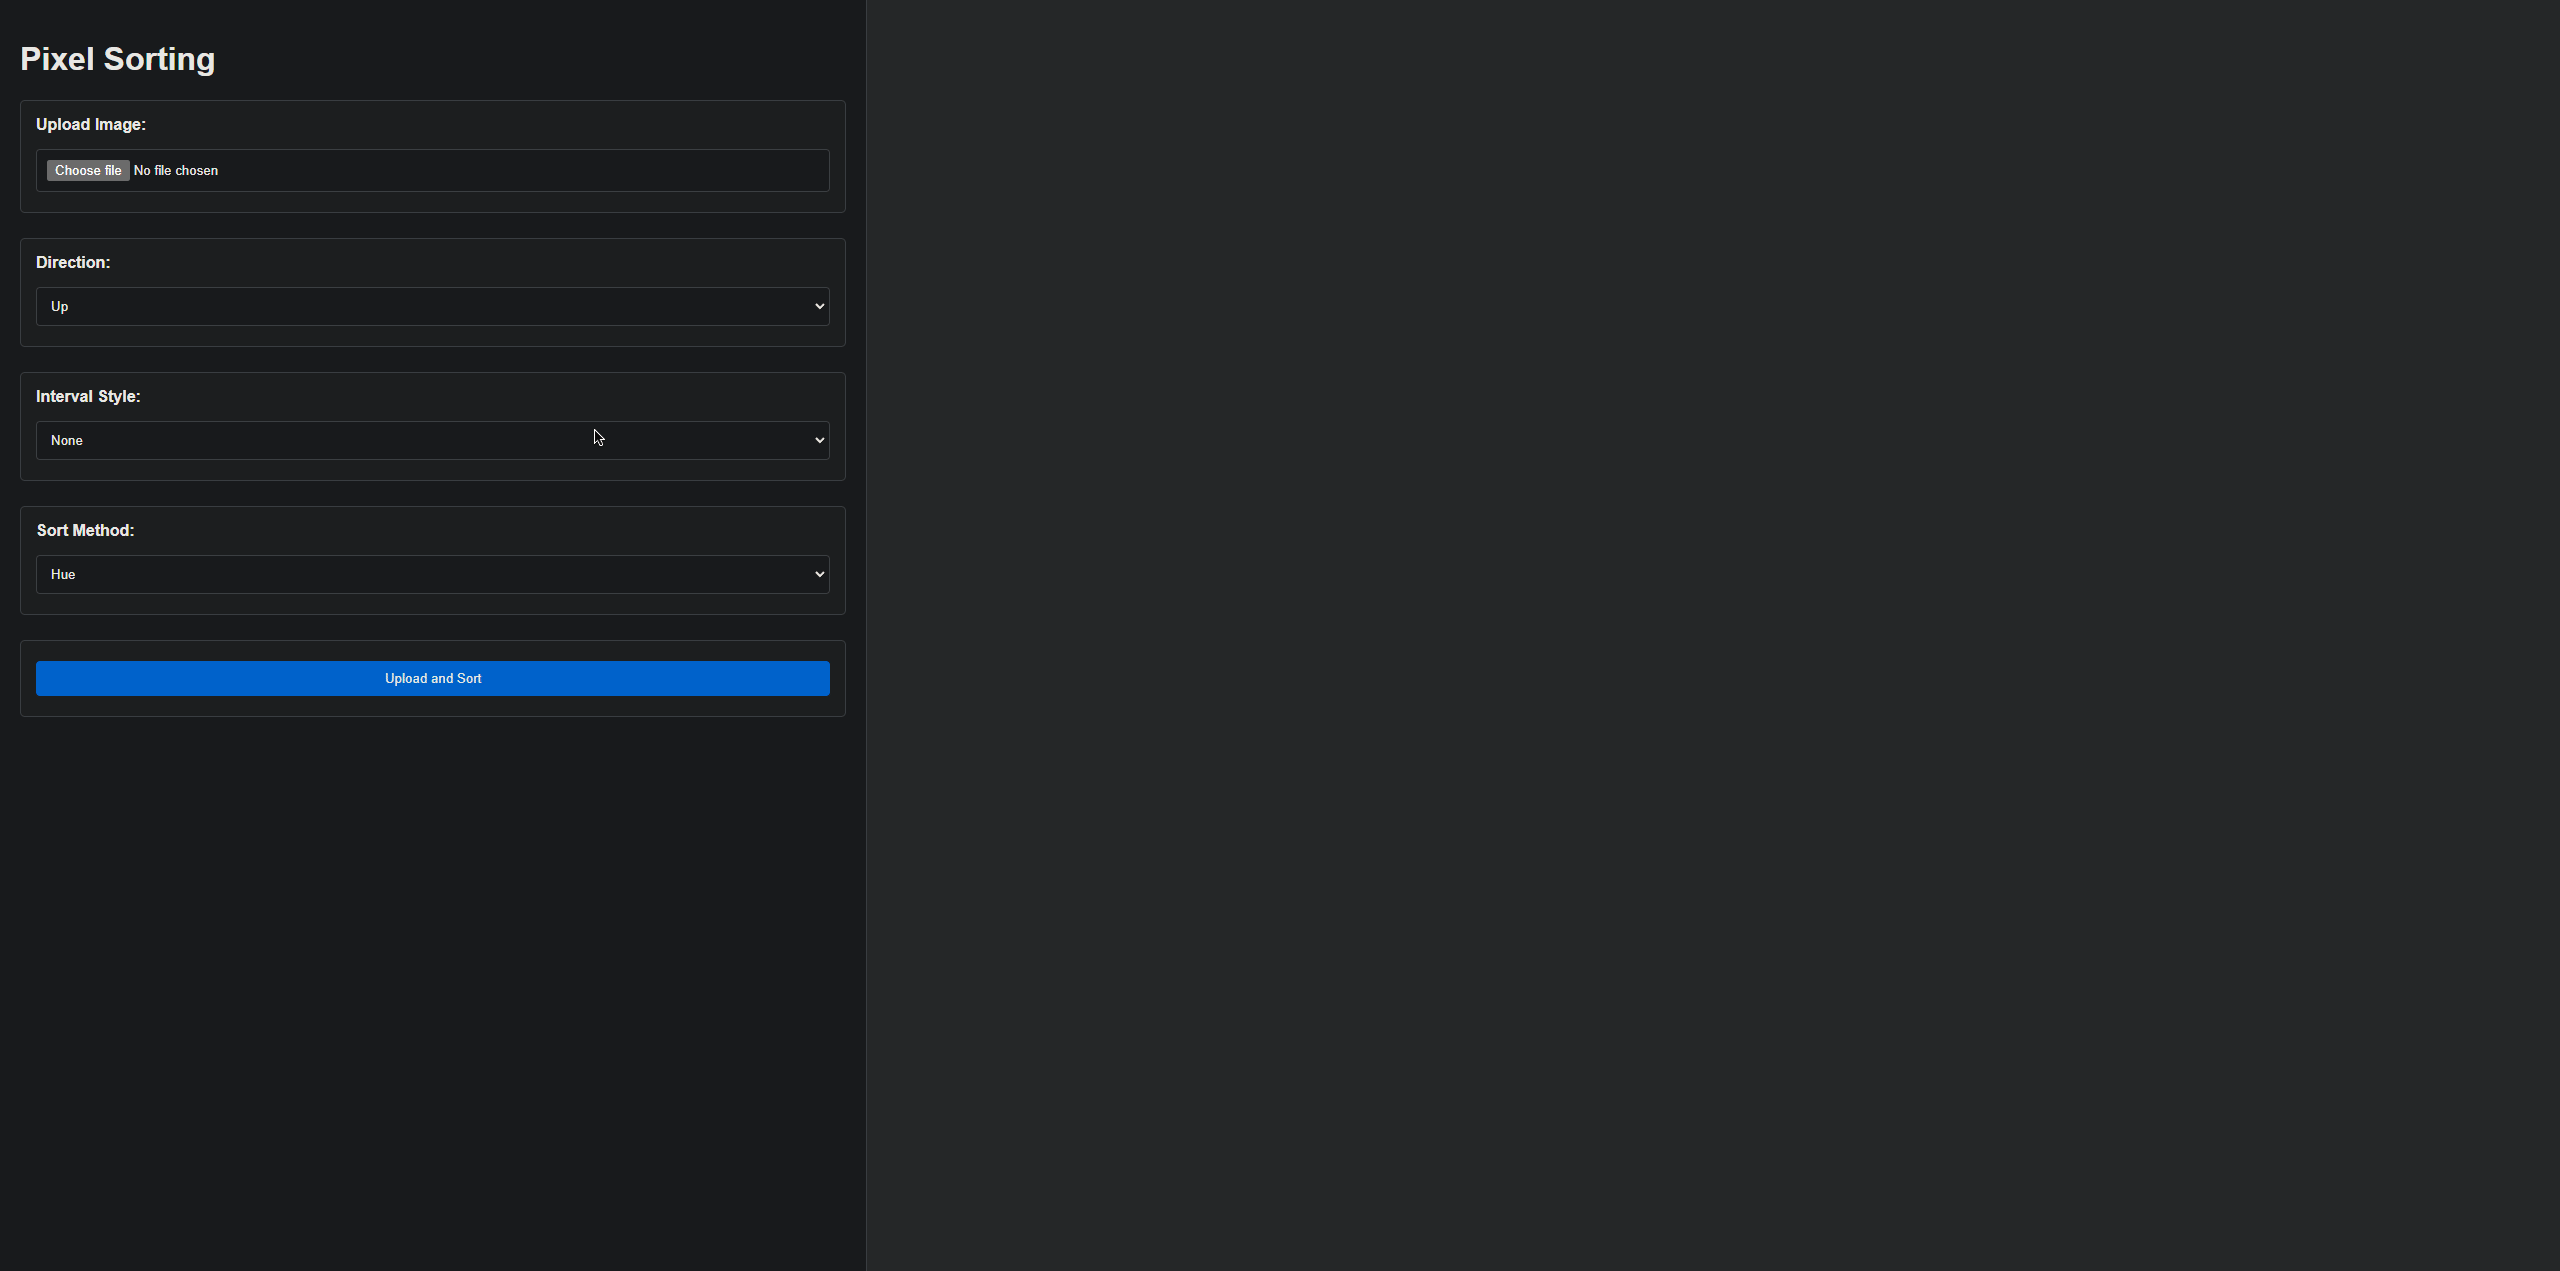 Pixel Sorting
Upload Image:
Choose file No file chosen
Direction:
Up
Interval Style:
None
Sort Method:
Hue
Upload and Sort